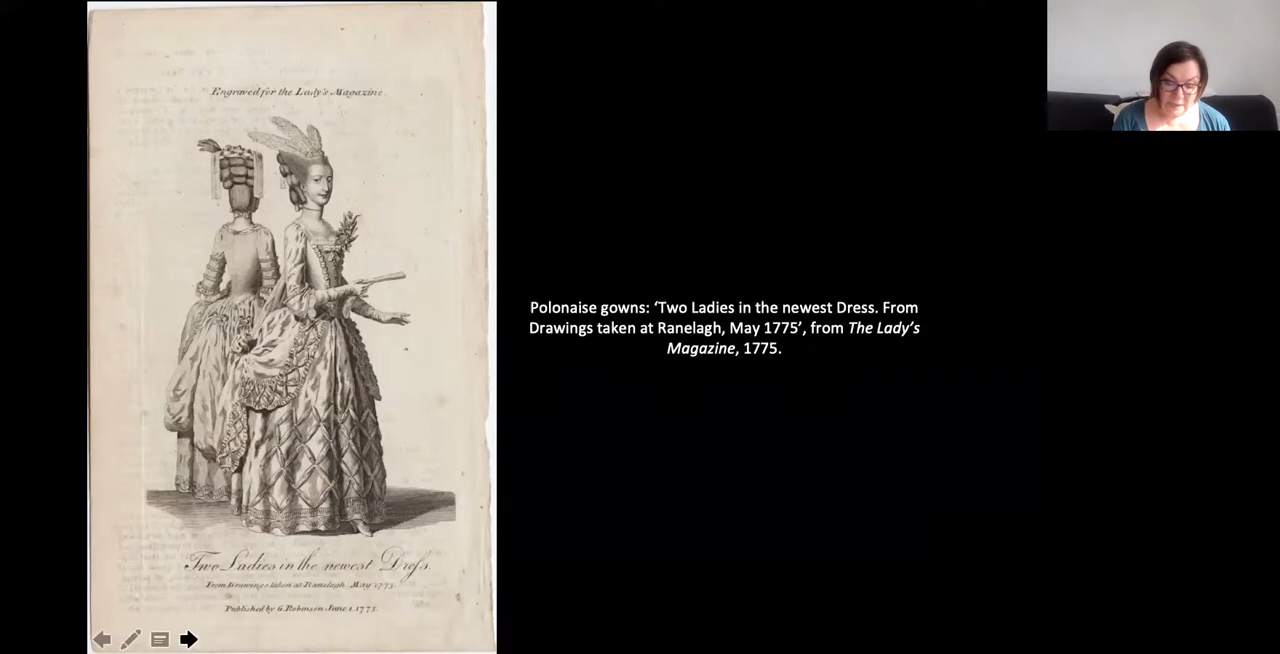 Engraved for the Lady's Magazine.
Two Ladies in the newest Dreſs.
From Drawings taken at Ranelagh May 1775.
Published by G. Robinson June 1. 1775.
Polonaise gowns: ‘Two Ladies in the newest Dress. From
Drawings taken at Ranelagh, May 1775’, from The Lady’s
Magazine, 1775.